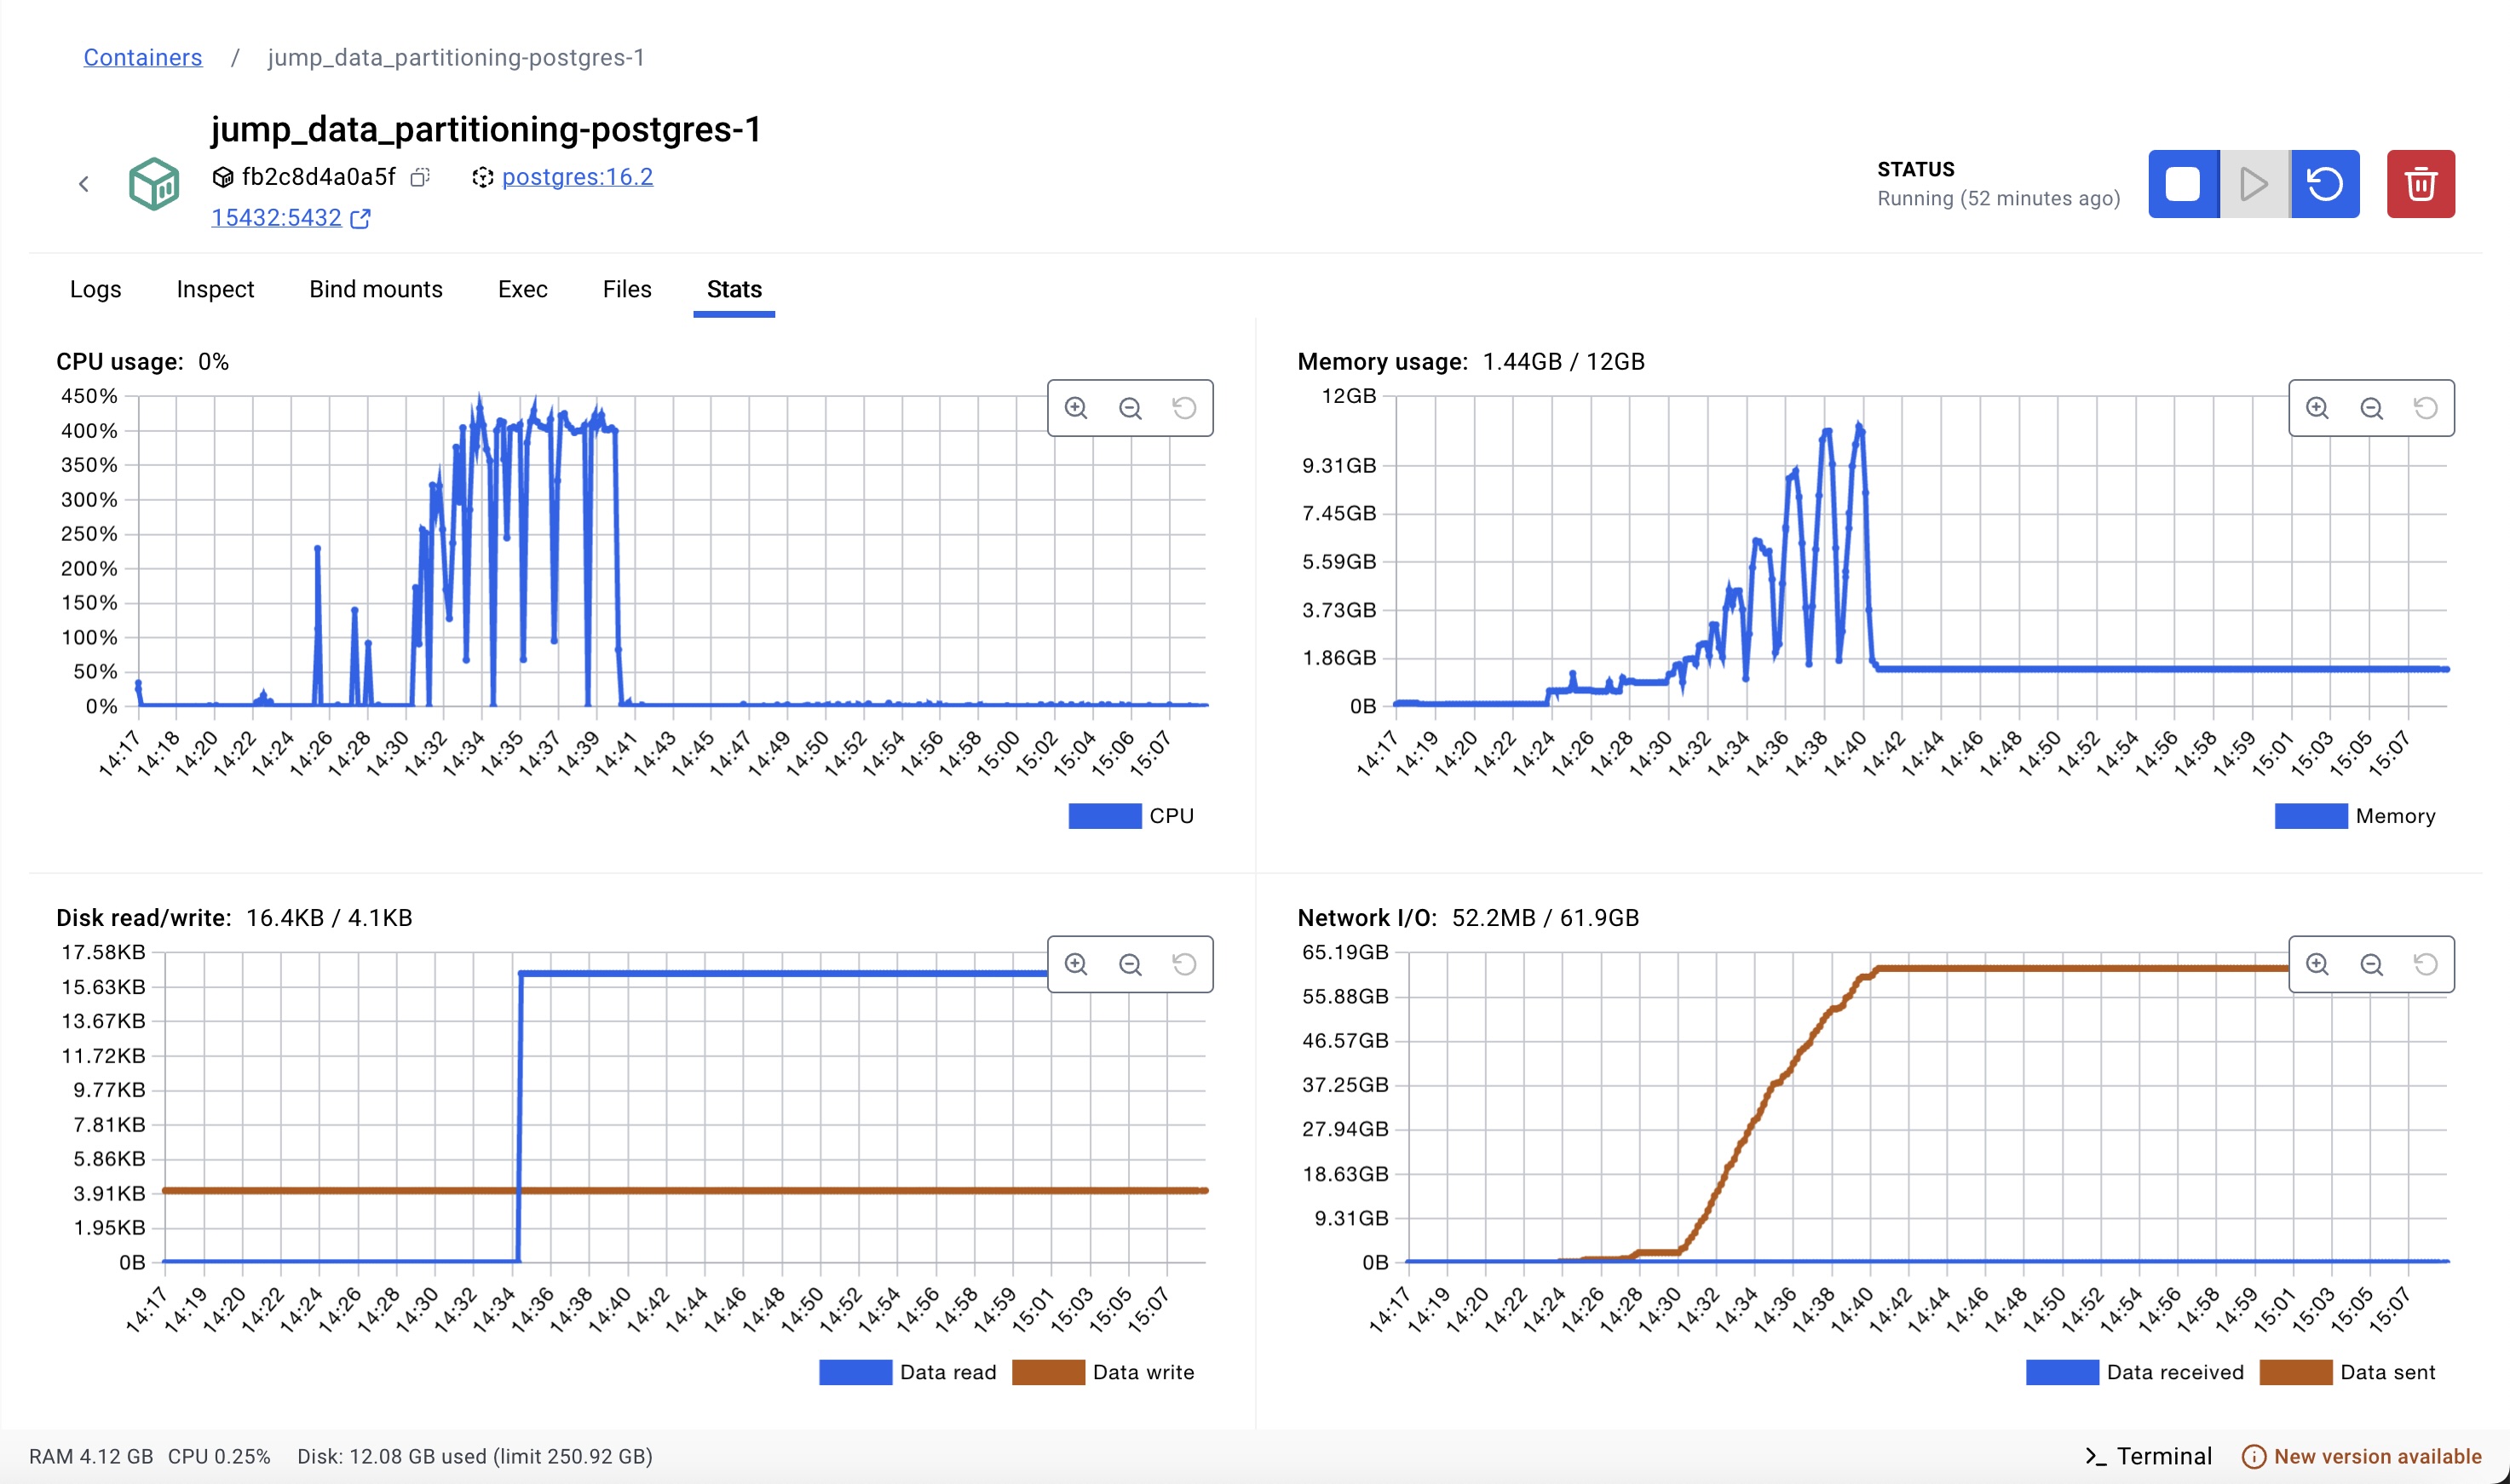 Containers / jump_data_partitioning-postgres-1
jump_data_partitioning-postgres-1
fb2c8d4a0a5f postgres:16.2
15432:5432
STATUS
Running (52 minutes ago)
Logs Inspect Bind mounts Exec Files Stats
CPU usage: 0%
450%
400%
350%
300%
250%
200%
150%
100%
50%
0%
14:17 14:18 14:20 14:22 14:24 14:26 14:28 14:30 14:32 14:34 14:35 14:37 14:39 14:41 14:43 14:45 14:47 14:49 14:50 14:52 14:54 14:56 14:58 15:00 15:02 15:04 15:06 15:07
CPU
Memory usage: 1.44GB / 12GB
12GB
9.31GB
7.45GB
5.59GB
3.73GB
1.86GB
0B
14:17 14:19 14:20 14:22 14:24 14:26 14:28 14:30 14:32 14:34 14:36 14:38 14:40 14:42 14:44 14:46 14:48 14:50 14:52 14:54 14:56 14:58 14:59 15:01 15:03 15:05 15:07
Memory
Disk read/write: 16.4KB / 4.1KB
17.58KB
15.63KB
13.67KB
11.72KB
9.77KB
7.81KB
5.86KB
3.91KB
1.95KB
0B
14:17 14:19 14:20 14:22 14:24 14:26 14:28 14:30 14:32 14:34 14:36 14:38 14:40 14:42 14:44 14:46 14:48 14:50 14:52 14:54 14:56 14:58 14:59 15:01 15:03 15:05 15:07
Data read Data write
Network I/O: 52.2MB / 61.9GB
65.19GB
55.88GB
46.57GB
37.25GB
27.94GB
18.63GB
9.31GB
0B
14:17 14:19 14:20 14:22 14:24 14:26 14:28 14:30 14:32 14:34 14:36 14:38 14:40 14:42 14:44 14:46 14:48 14:50 14:52 14:54 14:56 14:58 14:59 15:01 15:03 15:05 15:07
Data received Data sent
RAM 4.12 GB CPU 0.25% Disk: 12.08 GB used (limit 250.92 GB)
Terminal New version available